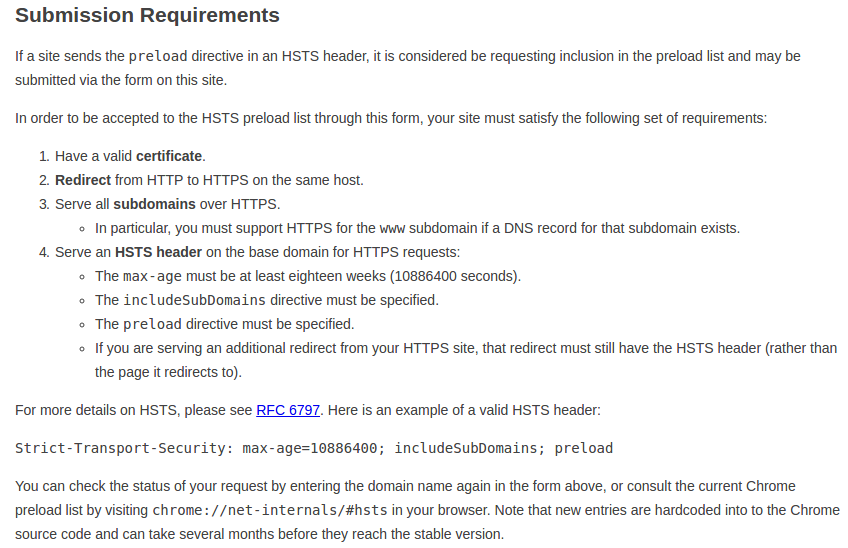 Submission Requirements
If a site sends the preload directive in an HSTS header, it is considered be requesting inclusion in the preload list and may be
submitted via the form on this site.
In order to be accepted to the HSTS preload list through this form, your site must satisfy the following set of requirements:
1. Have a valid certificate.
2. Redirect from HTTP to HTTPS on the same host.
3. Serve all subdomains over HTTPS.
◦ In particular, you must support HTTPS for the www subdomain if a DNS record for that subdomain exists.
4. Serve an HSTS header on the base domain for HTTPS requests:
◦ The max-age must be at least eighteen weeks (10886400 seconds).
◦ The includeSubDomains directive must be specified.
◦ The preload directive must be specified.
◦ If you are serving an additional redirect from your HTTPS site, that redirect must still have the HSTS header (rather than
the page it redirects to).
For more details on HSTS, please see RFC 6797. Here is an example of a valid HSTS header:
Strict-Transport-Security: max-age=10886400; includeSubDomains; preload
You can check the status of your request by entering the domain name again in the form above, or consult the current Chrome
preload list by visiting chrome://net-internals/#hsts in your browser. Note that new entries are hardcoded into to the Chrome
source code and can take several months before they reach the stable version.